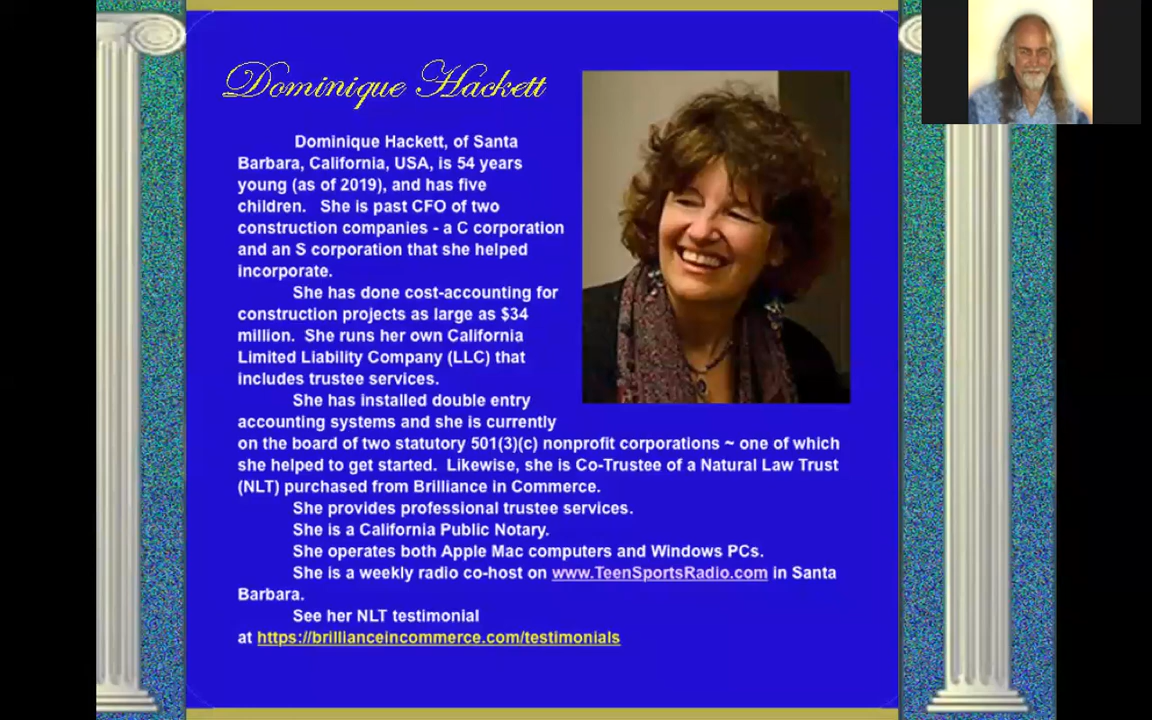 Dominique Hackett
Dominique Hackett, of Santa
Barbara, California, USA, is 54 years
young (as of 2019), and has five
children. She is past CFO of two
construction companies - a C corporation
and an S corporation that she helped
incorporate.
She has done cost-accounting for
construction projects as large as $34
million. She runs her own California
Limited Liability Company (LLC) that
includes trustee services.
She has installed double entry
accounting systems and she is currently
on the board of two statutory 501(3)(c) nonprofit corporations ~ one of which
she helped to get started. Likewise, she is Co-Trustee of a Natural Law Trust
(NLT) purchased from Brilliance in Commerce.
She provides professional trustee services.
She is a California Public Notary.
She operates both Apple Mac computers and Windows PCs.
She is a weekly radio co-host on www.TeenSportsRadio.com in Santa
Barbara.
See her NLT testimonial
at https://brillianceincommerce.com/testimonials